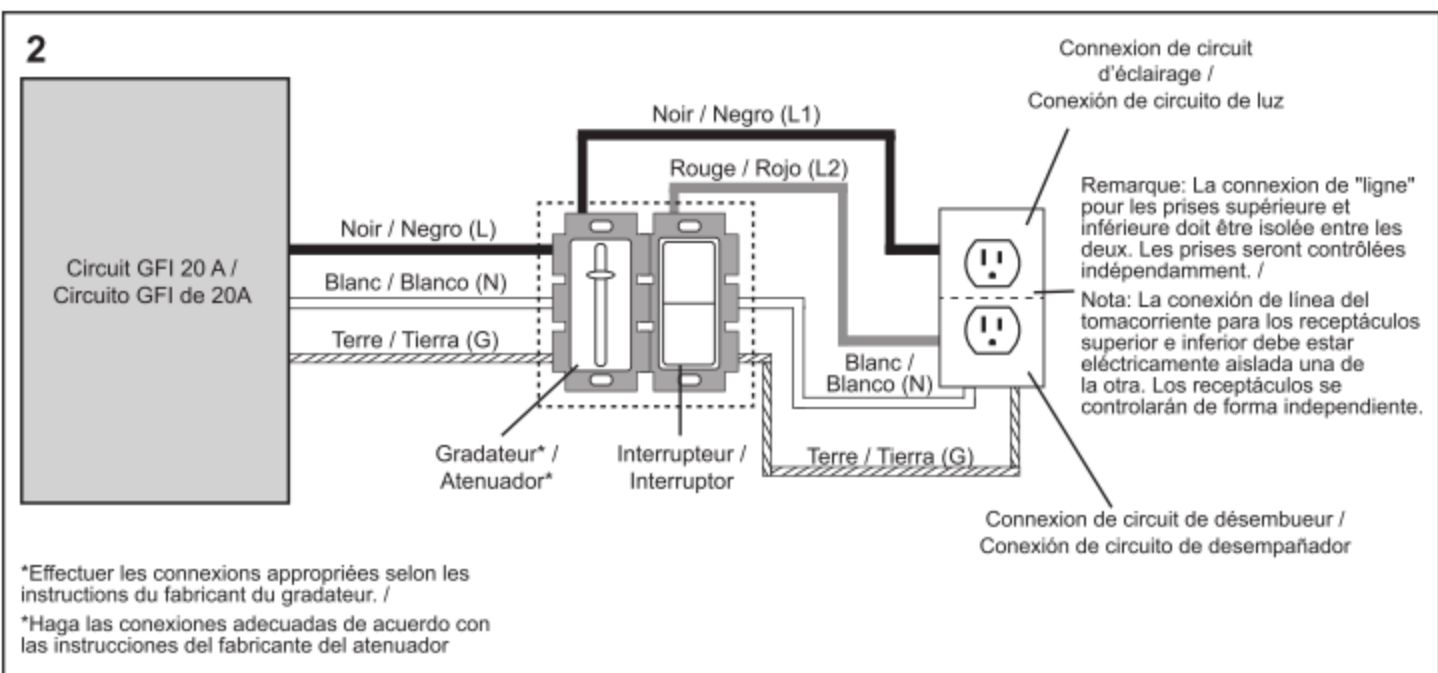 2
Connexion de circuit
d'éclairage /
Conexión de circuito de luz
Noir / Negro (L1)
Rouge / Rojo (L2)
Remarque: La connexion de "ligne"
pour les prises supérieure et
inférieure doit être isolée entre les
deux. Les prises seront contrôlées
indépendamment. /
Nota: La conexión de línea del
tomacorriente para los receptáculos
superior e inferior debe estar
eléctricamente aislada una de
la otra. Los receptáculos se
controlarán de forma independiente.
Noir / Negro (L)
Circuit GFI 20 A /
Circuito GFI de 20A
Blanc / Blanco (N)
Terre / Tierra (G)
Blanc /
Blanco (N)
Gradateur* /
Atenuador*
Interrupteur /
Interruptor
Terre / Tierra (G)
Connexion de circuit de désembueur /
Conexión de circuito de desempañador
*Effectuer les connexions appropriées selon les
instructions du fabricant du gradateur. /
*Haga las conexiones adecuadas de acuerdo con
las instrucciones del fabricante del atenuador